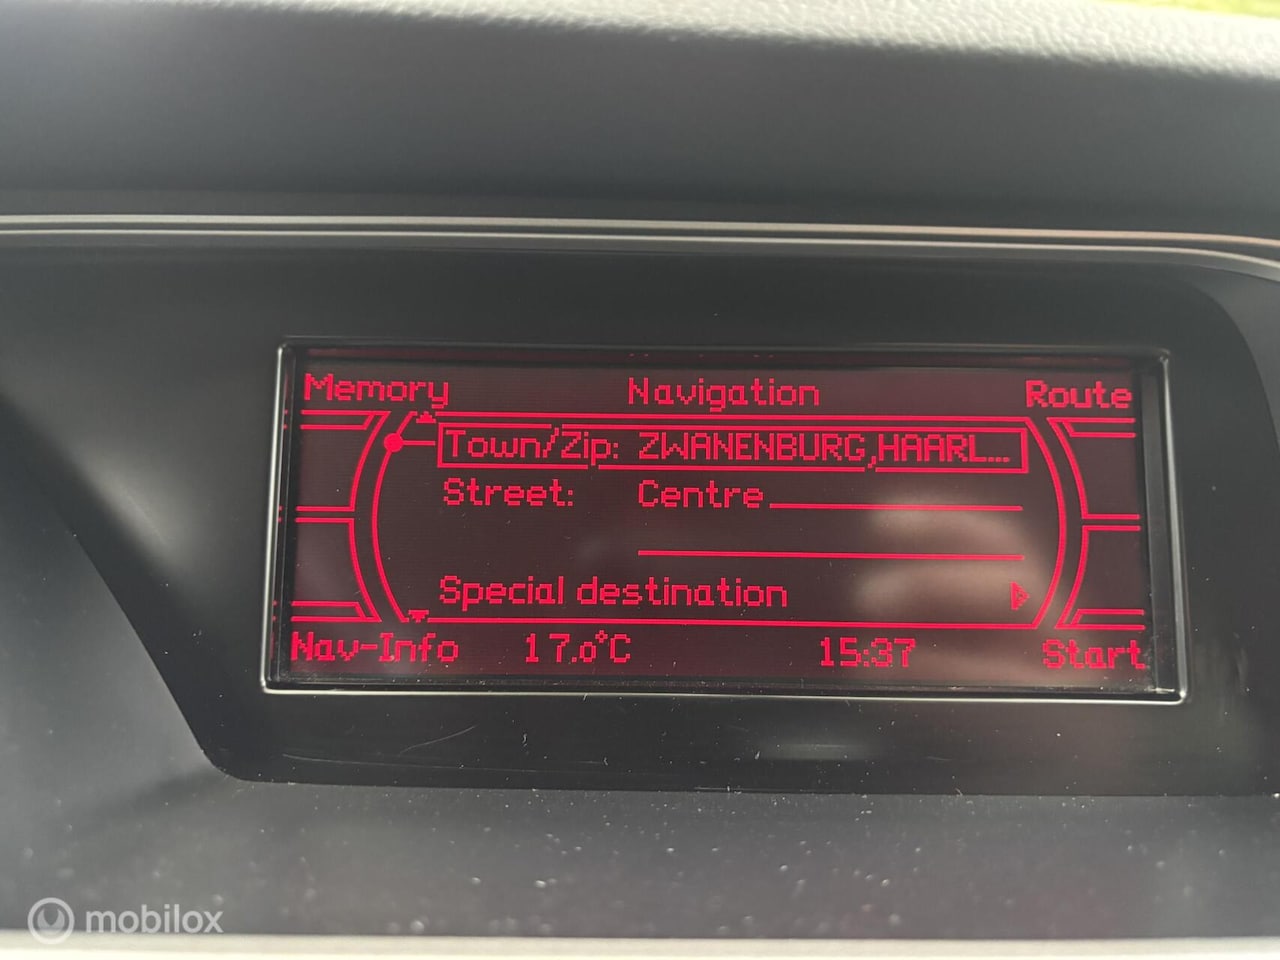 Memory Navigation Route
Town/Zip: ZWANENBURG,HAARL...
Street: Centre
Special destination
Nav-Info 17.0°C 15:37 Start
mobilox